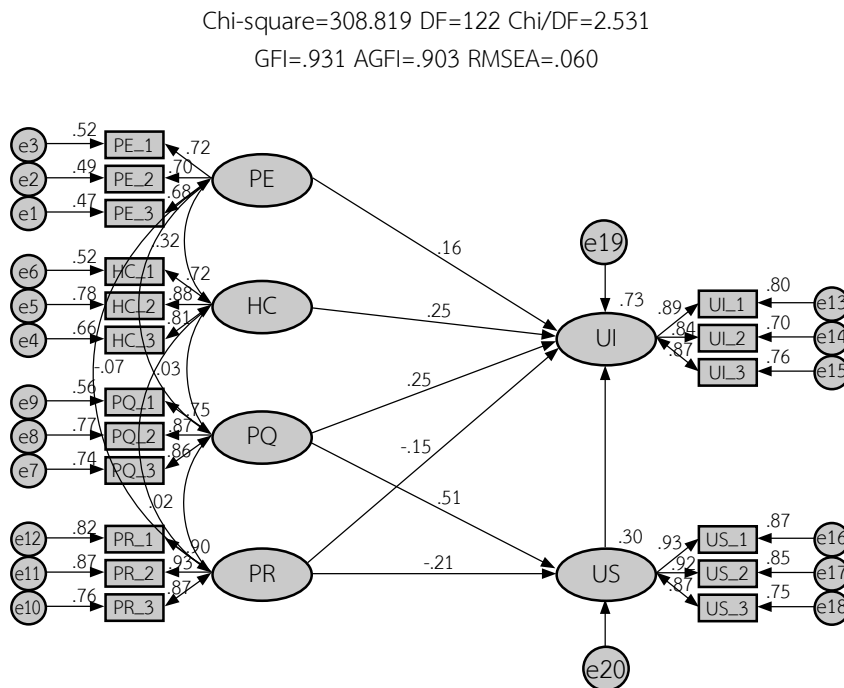 Chi-square=308.819 DF=122 Chi/DF=2.531
GFI=.931 AGFI=.903 RMSEA=.060
e3 .52 PE_1 .72
e2 .49 PE_2 .70 PE
e1 .47 PE_3 .68
.32
.16
e19
e6 .52 HC_1 .72
e5 .78 HC_2 .88 HC
e4 .66 HC_3 .81
.25
.73 .89 UI_1 .80 e13
UI .84 UI_2 .70 e14
.87 UI_3 .76 e15
-.07 .03
.25
e9 .56 PQ_1 .75
e8 .77 PQ_2 .87 PQ
e7 .74 PQ_3 .86
-.15
.02
.51
e12 .82 PR_1 .90
e11 .87 PR_2 .93 PR
e10 .76 PR_3 .87
-.21
.30 .93 US_1 .87 e16
US .92 US_2 .85 e17
.87 US_3 .75 e18
e20